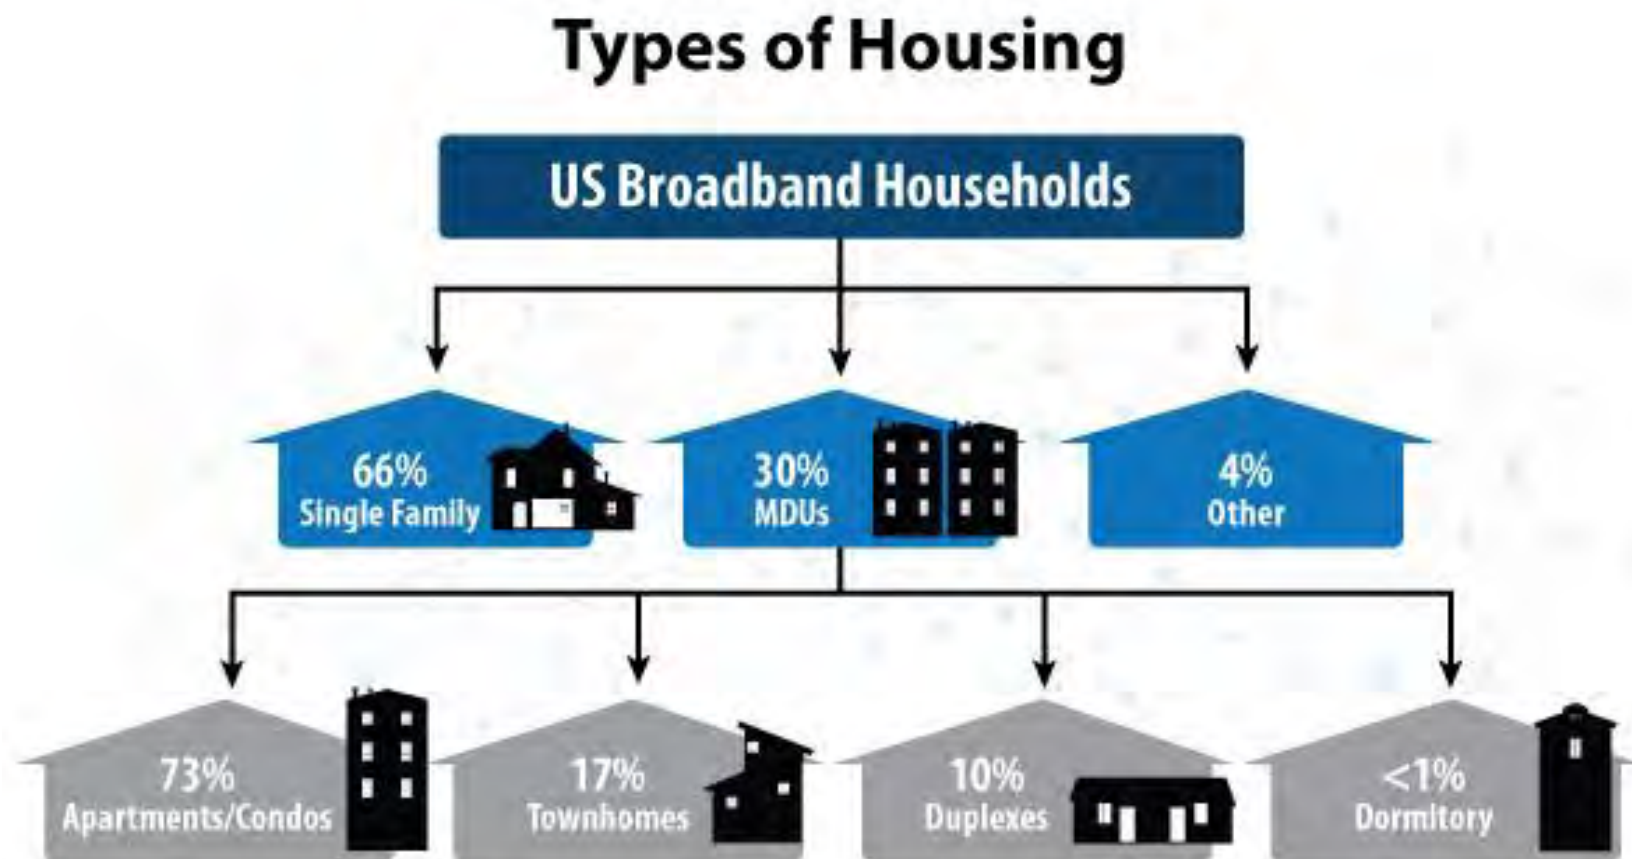 Types of Housing
US Broadband Households
66%
Single Family
30%
MDUs
4%
Other
73%
Apartments/Condos
17%
Townhomes
10%
Duplexes
<1%
Dormitory